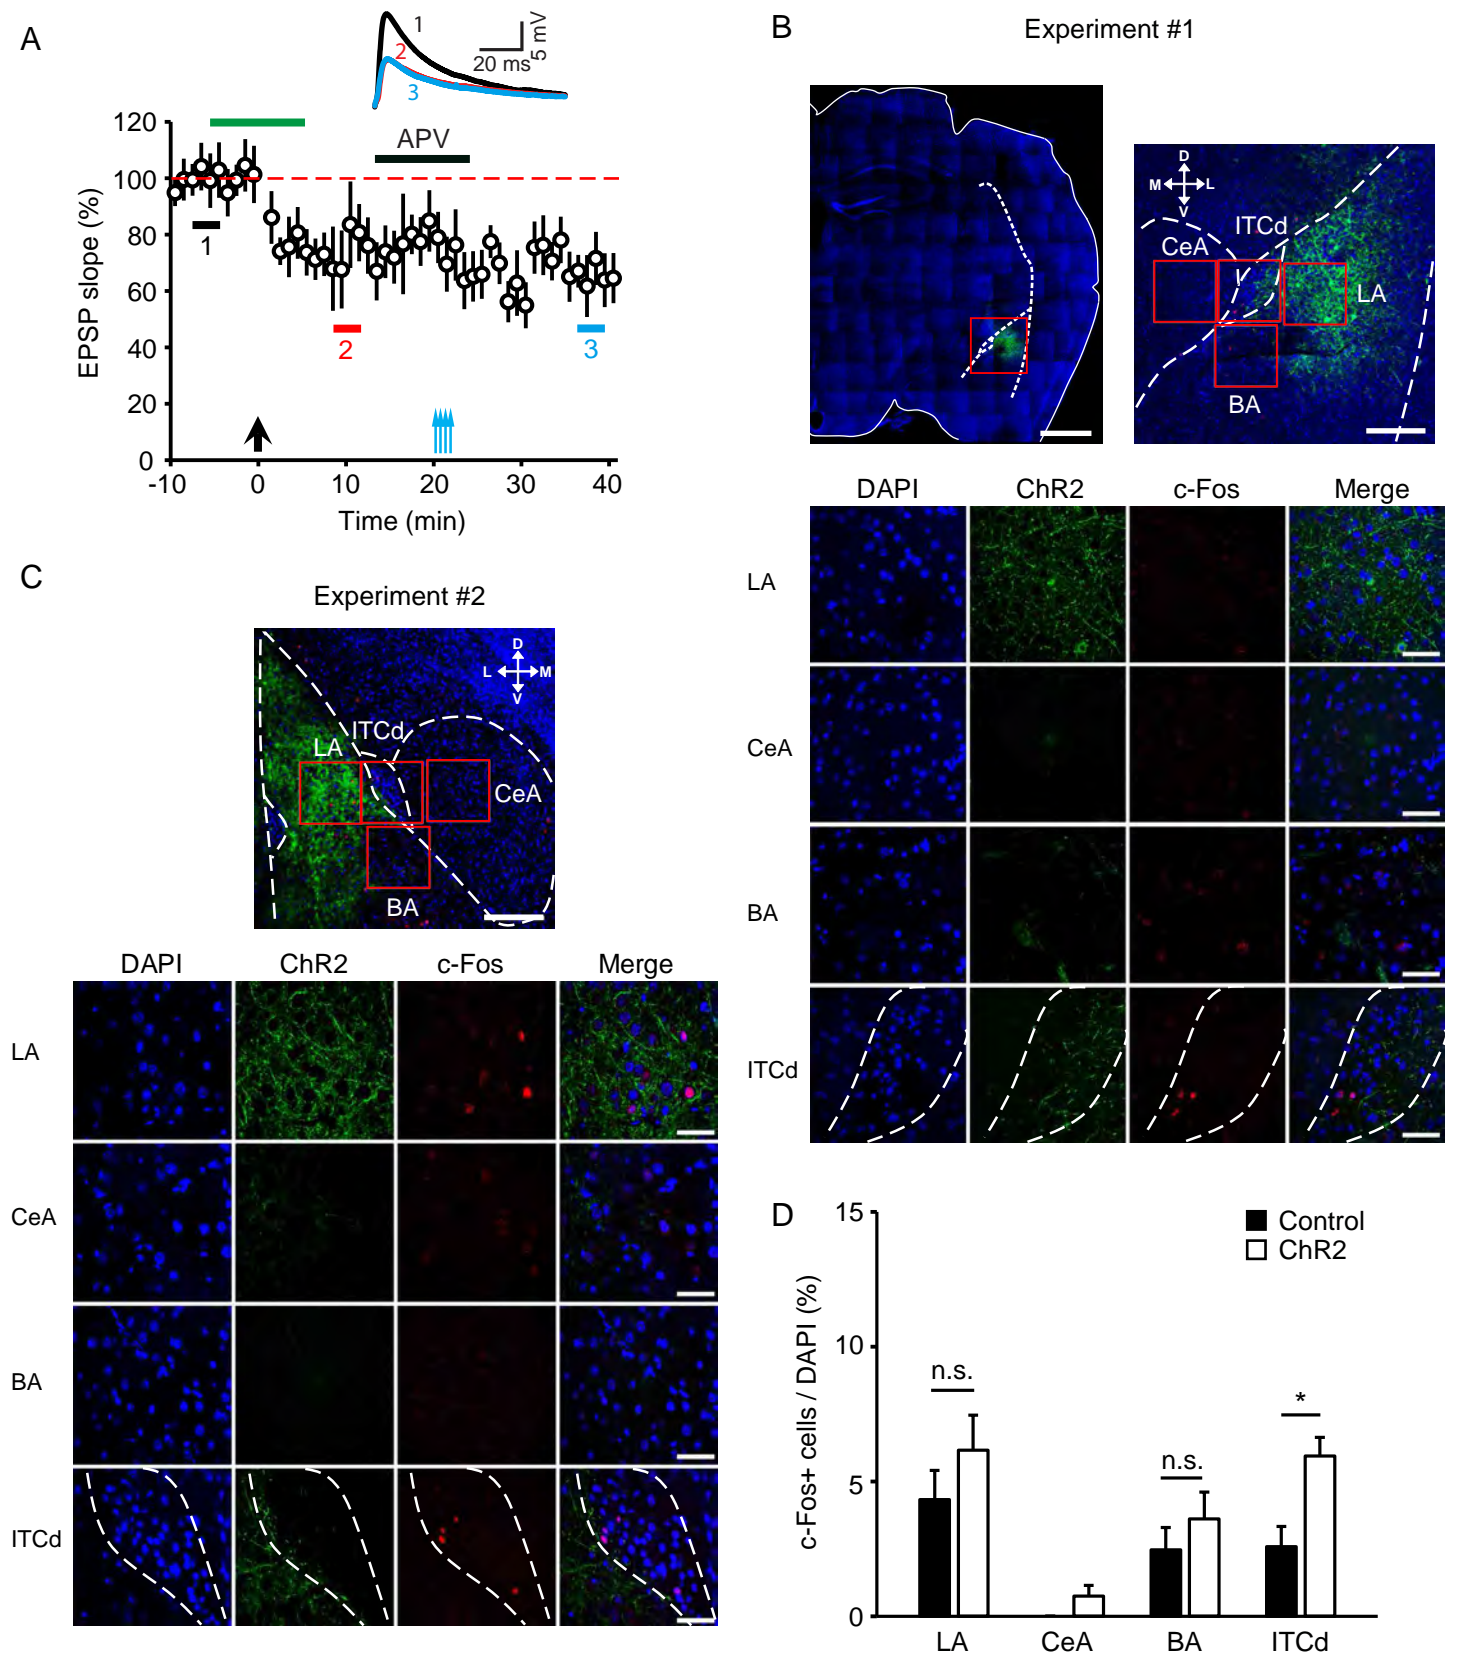 A
1
2
3
20 ms
5 mV
APV
120
100
80
60
40
20
0
EPSP slope (%)
1
2
3
-10
0
10
20
30
40
Time (min)
B
Experiment #1
D
M
L
V
ITCd
CeA
LA
BA
DAPI
ChR2
c-Fos
Merge
LA
CeA
BA
ITCd
C
Experiment #2
D
L
M
V
ITCd
LA
CeA
BA
DAPI
ChR2
c-Fos
Merge
LA
CeA
BA
ITCd
D
15
10
5
0
c-Fos+ cells / DAPI (%)
Control
ChR2
n.s.
n.s.
*
LA
CeA
BA
ITCd